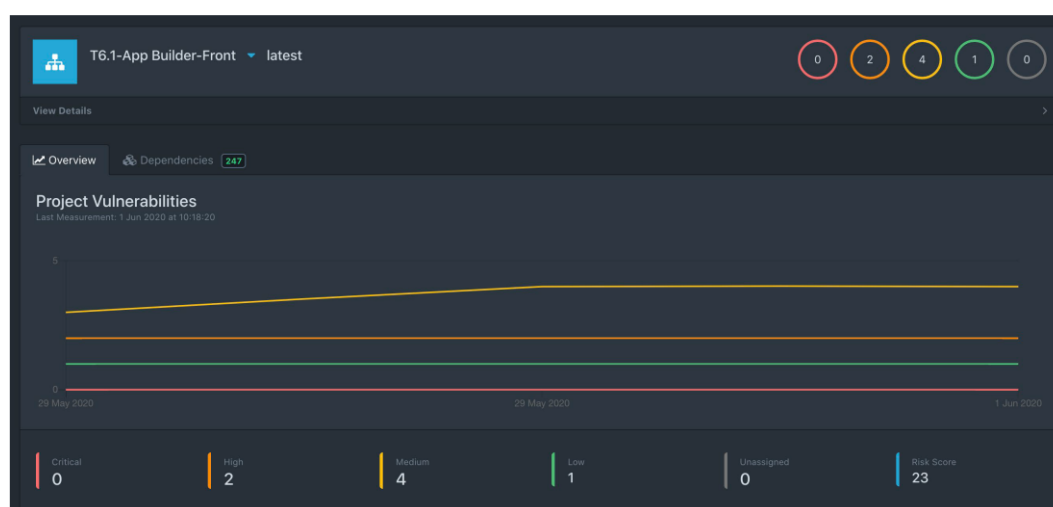 T6.1-App Builder-Front latest
0 2 4 1 0
View Details
Overview
Dependencies 247
Project Vulnerabilities
Last Measurement: 1 Jun 2020 at 10:18:20
5
0
29 May 2020 29 May 2020 1 Jun 2020
Critical High Medium Low Unassigned Risk Score
0 2 4 1 0 23